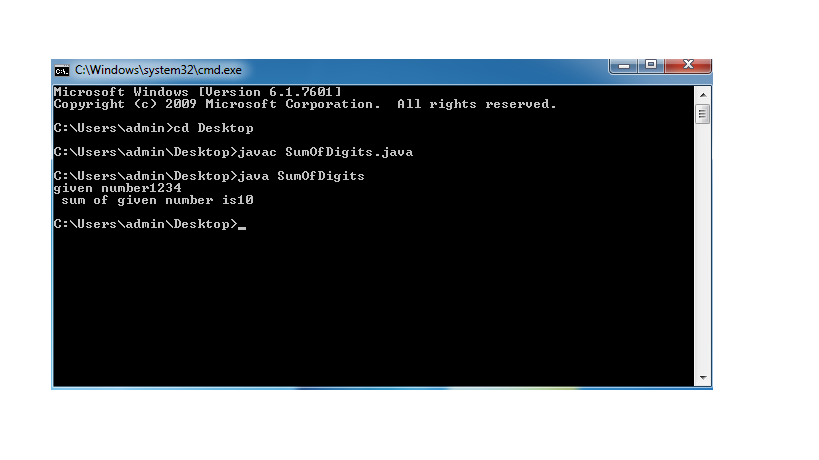 C:\Windows\system32\cmd.exe
Microsoft Windows [Version 6.1.7601]
Copyright (c) 2009 Microsoft Corporation.  All rights reserved.
C:\Users\admin>cd Desktop
C:\Users\admin\Desktop>javac SumOfDigits.java
C:\Users\admin\Desktop>java SumOfDigits
given number1234
 sum of given number is10
C:\Users\admin\Desktop>_